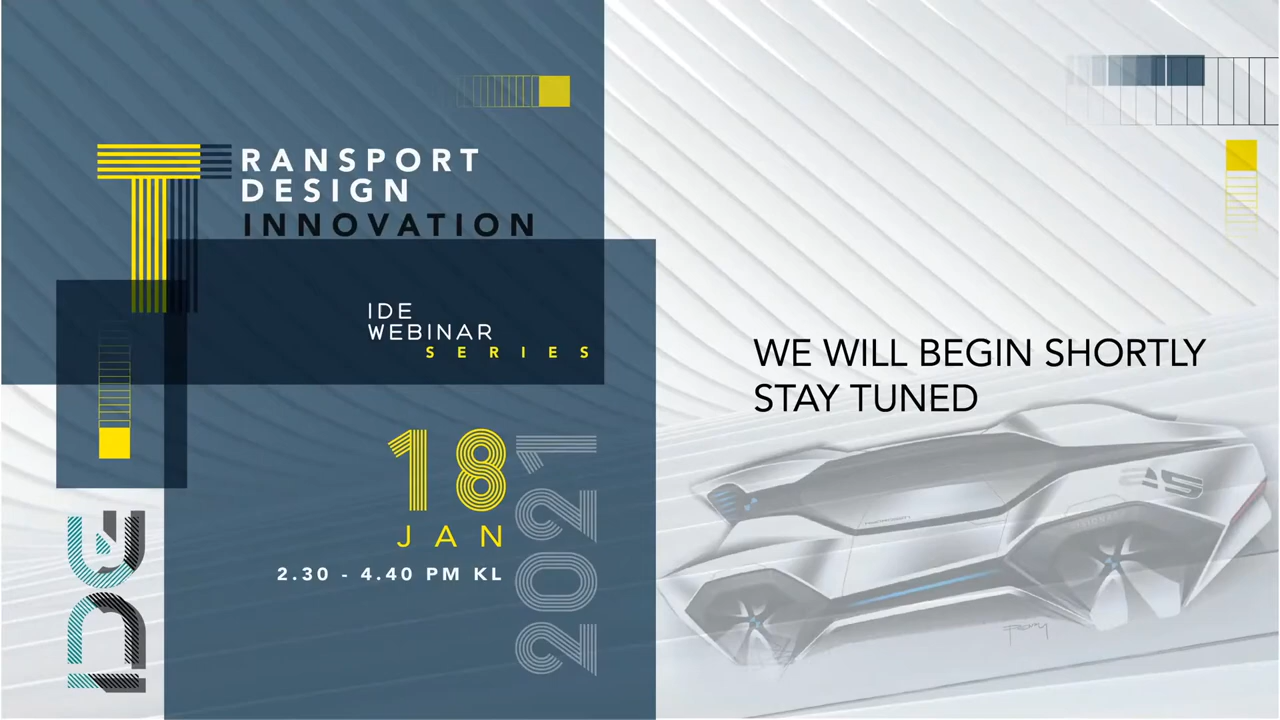 TRANSPORT
DESIGN
INNOVATION
IDE
WEBINAR
SERIES
18
JAN
2021
2.30 - 4.40 PM KL
IDE
WE WILL BEGIN SHORTLY
STAY TUNED